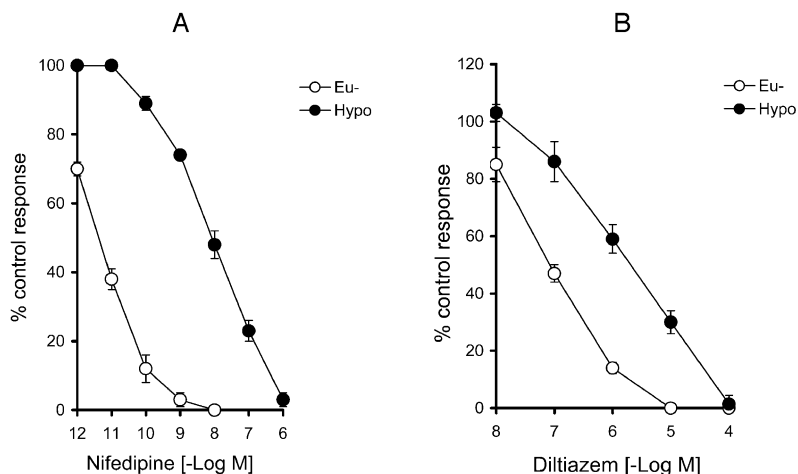 A
Eu-
Hypo
% control response
100
80
60
40
20
0
12 11 10 9 8 7 6
Nifedipine [-Log M]
B
Eu-
Hypo
% control response
120
100
80
60
40
20
0
8 7 6 5 4
Diltiazem [-Log M]